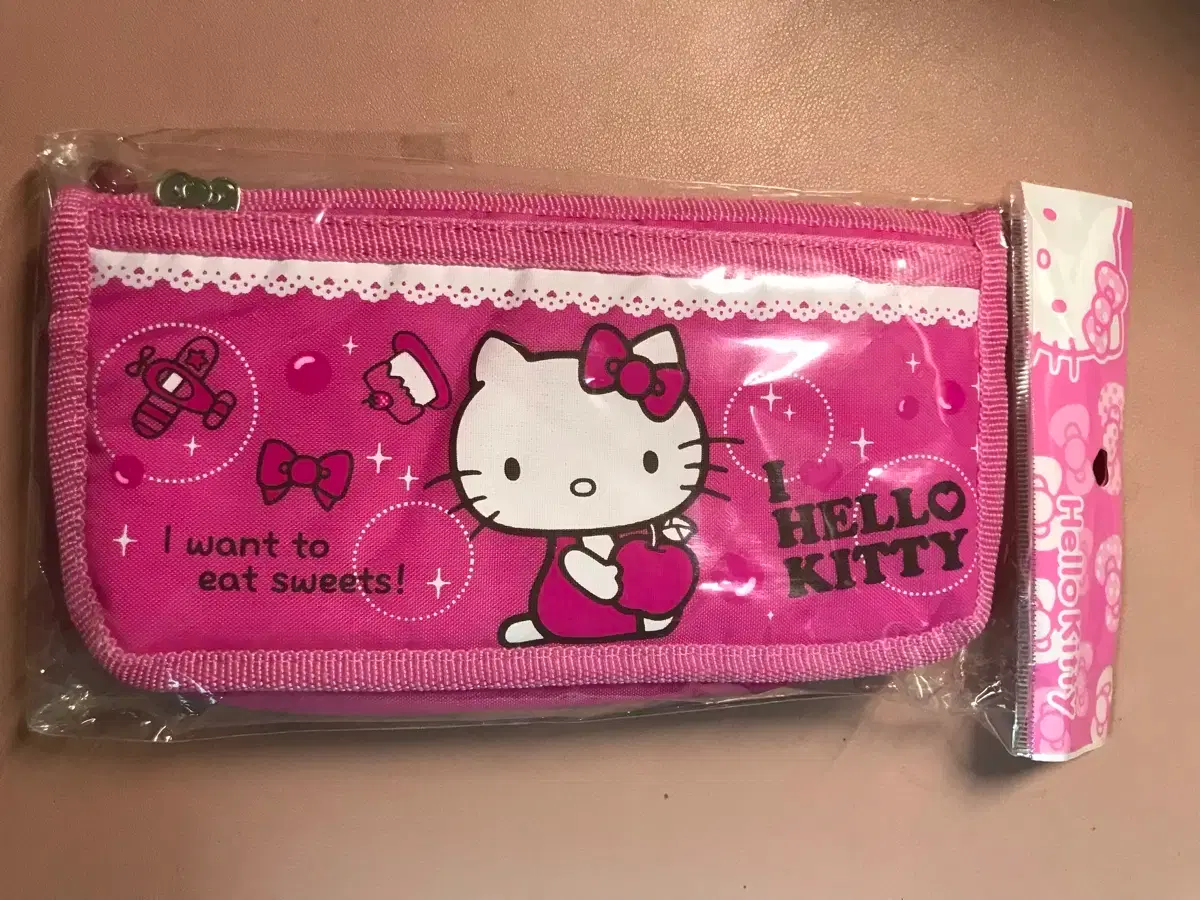 I want to
eat sweets!
I
HELLO
KITTY
Hello Kitty